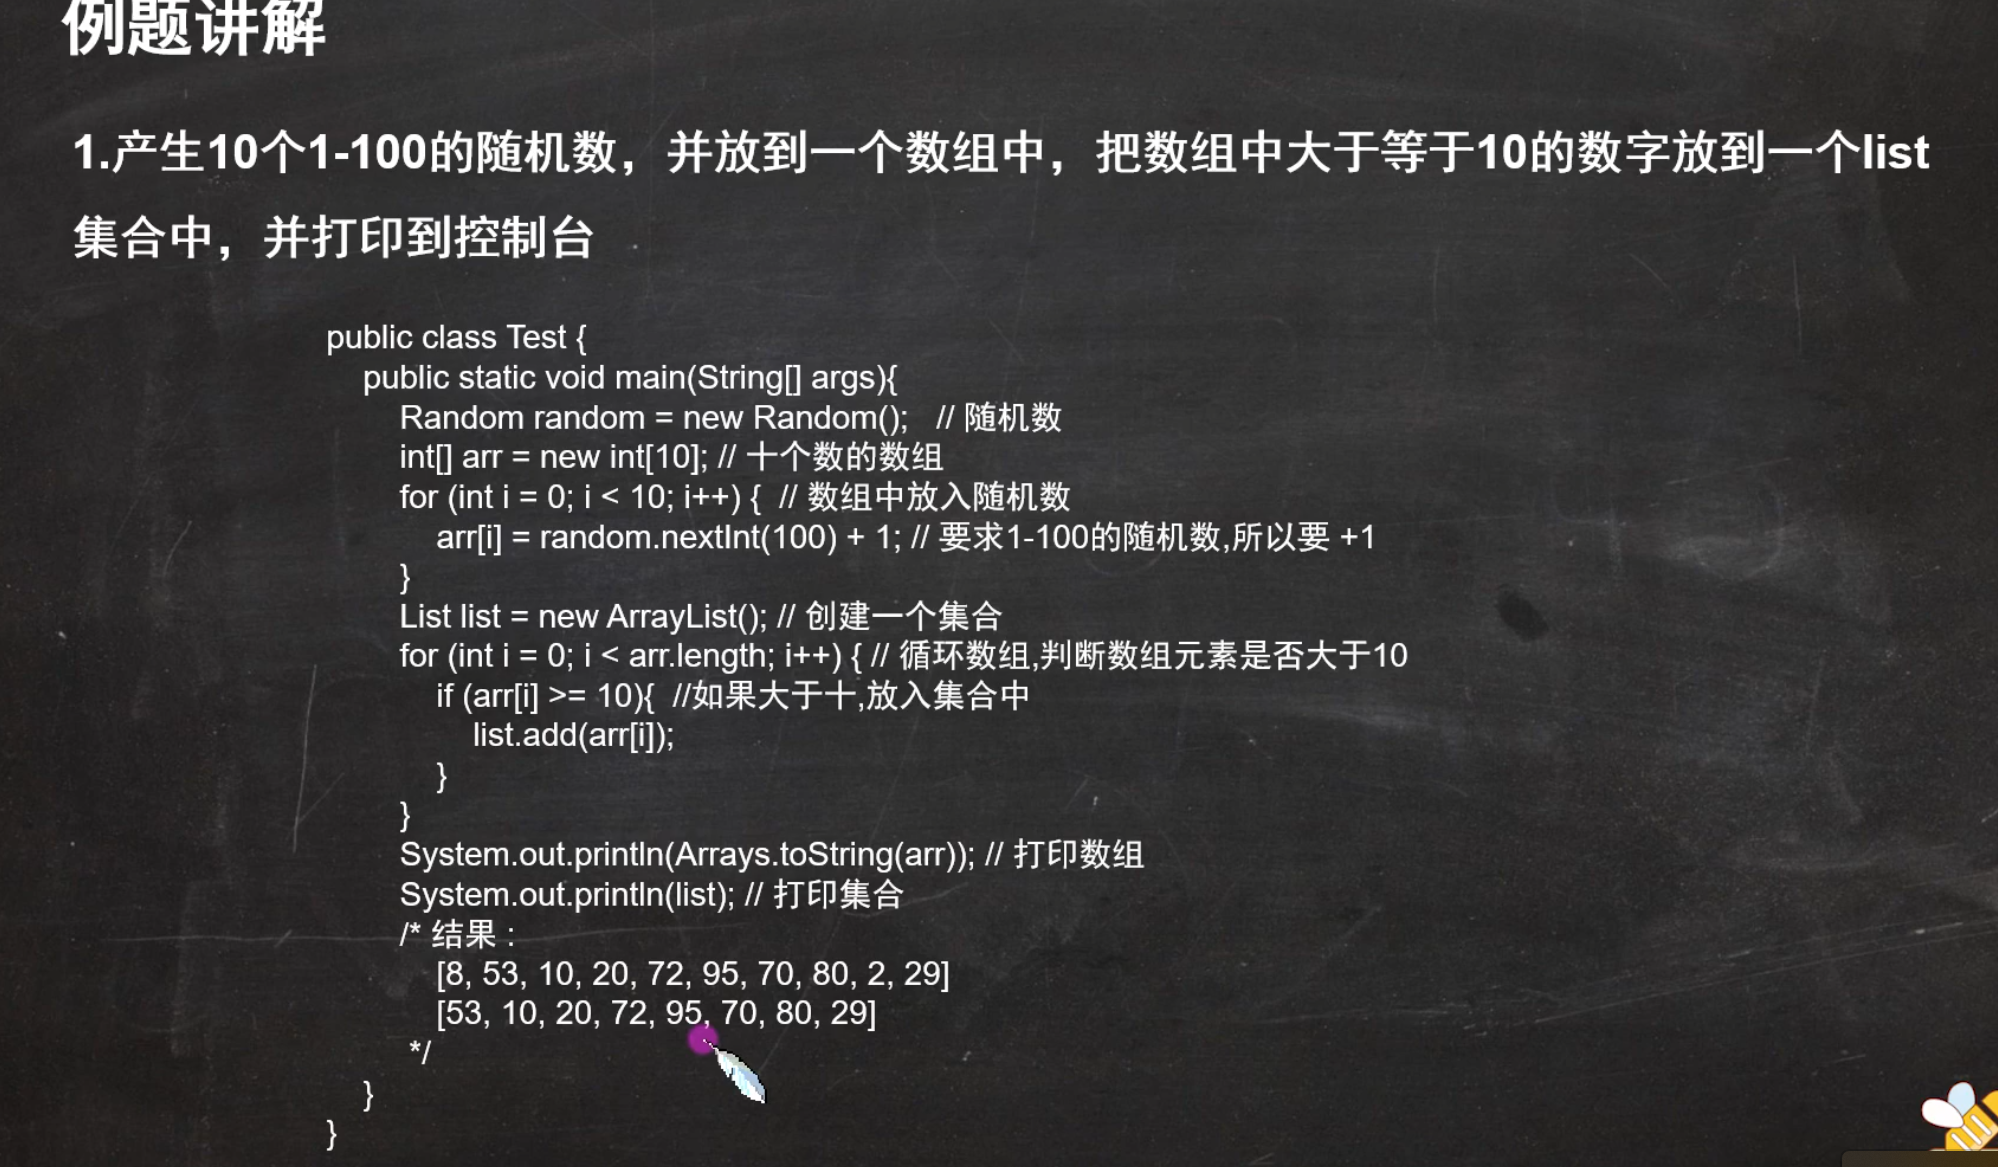 例题讲解
1.产生10个1-100的随机数，并放到一个数组中，把数组中大于等于10的数字放到一个list
集合中，并打印到控制台
public class Test {
public static void main(String[] args){
Random random = new Random();   // 随机数
int[] arr = new int[10]; // 十个数的数组
for (int i = 0; i < 10; i++) {  // 数组中放入随机数
arr[i] = random.nextInt(100) + 1; // 要求1-100的随机数,所以要 +1
}
List list = new ArrayList(); // 创建一个集合
for (int i = 0; i < arr.length; i++) { // 循环数组,判断数组元素是否大于10
if (arr[i] >= 10){  //如果大于十,放入集合中
list.add(arr[i]);
}
}
System.out.println(Arrays.toString(arr)); // 打印数组
System.out.println(list); // 打印集合
/* 结果 :
[8, 53, 10, 20, 72, 95, 70, 80, 2, 29]
[53, 10, 20, 72, 95, 70, 80, 29]
*/
}
}